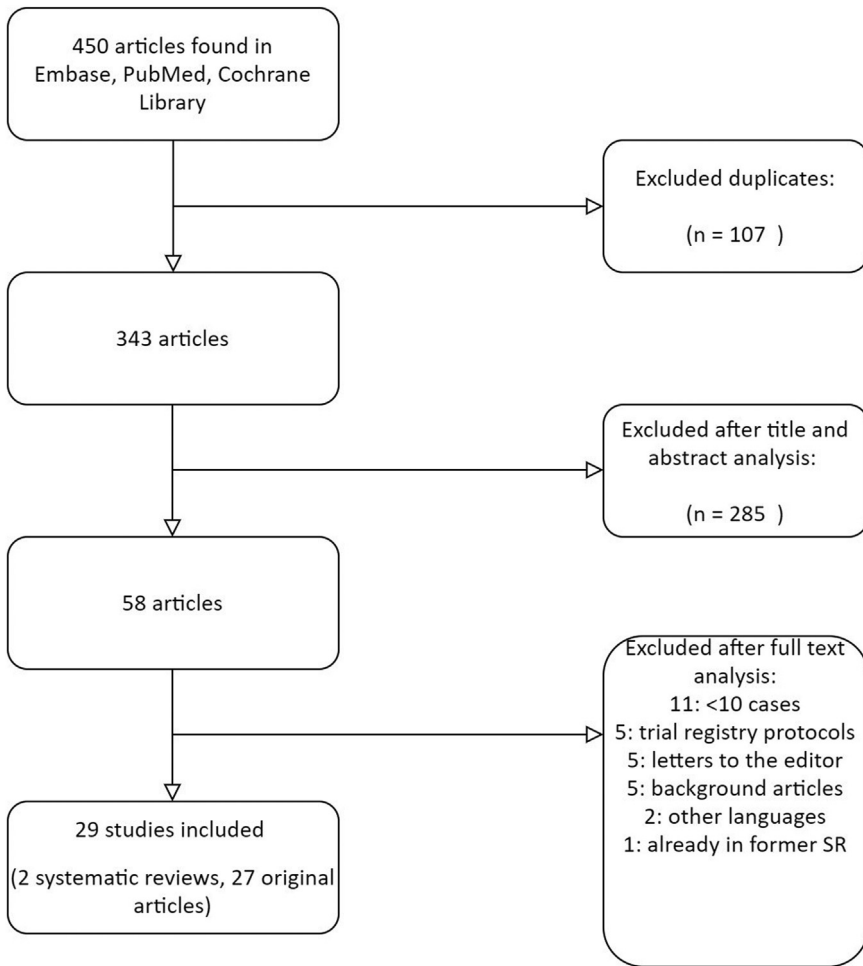 450 articles found in
Embase, PubMed, Cochrane
Library
Excluded duplicates:
(n = 107  )
343 articles
Excluded after title and
abstract analysis:
(n = 285  )
58 articles
Excluded after full text
analysis:
11: <10 cases
5: trial registry protocols
5: letters to the editor
5: background articles
2: other languages
1: already in former SR
29 studies included
(2 systematic reviews, 27 original
articles)